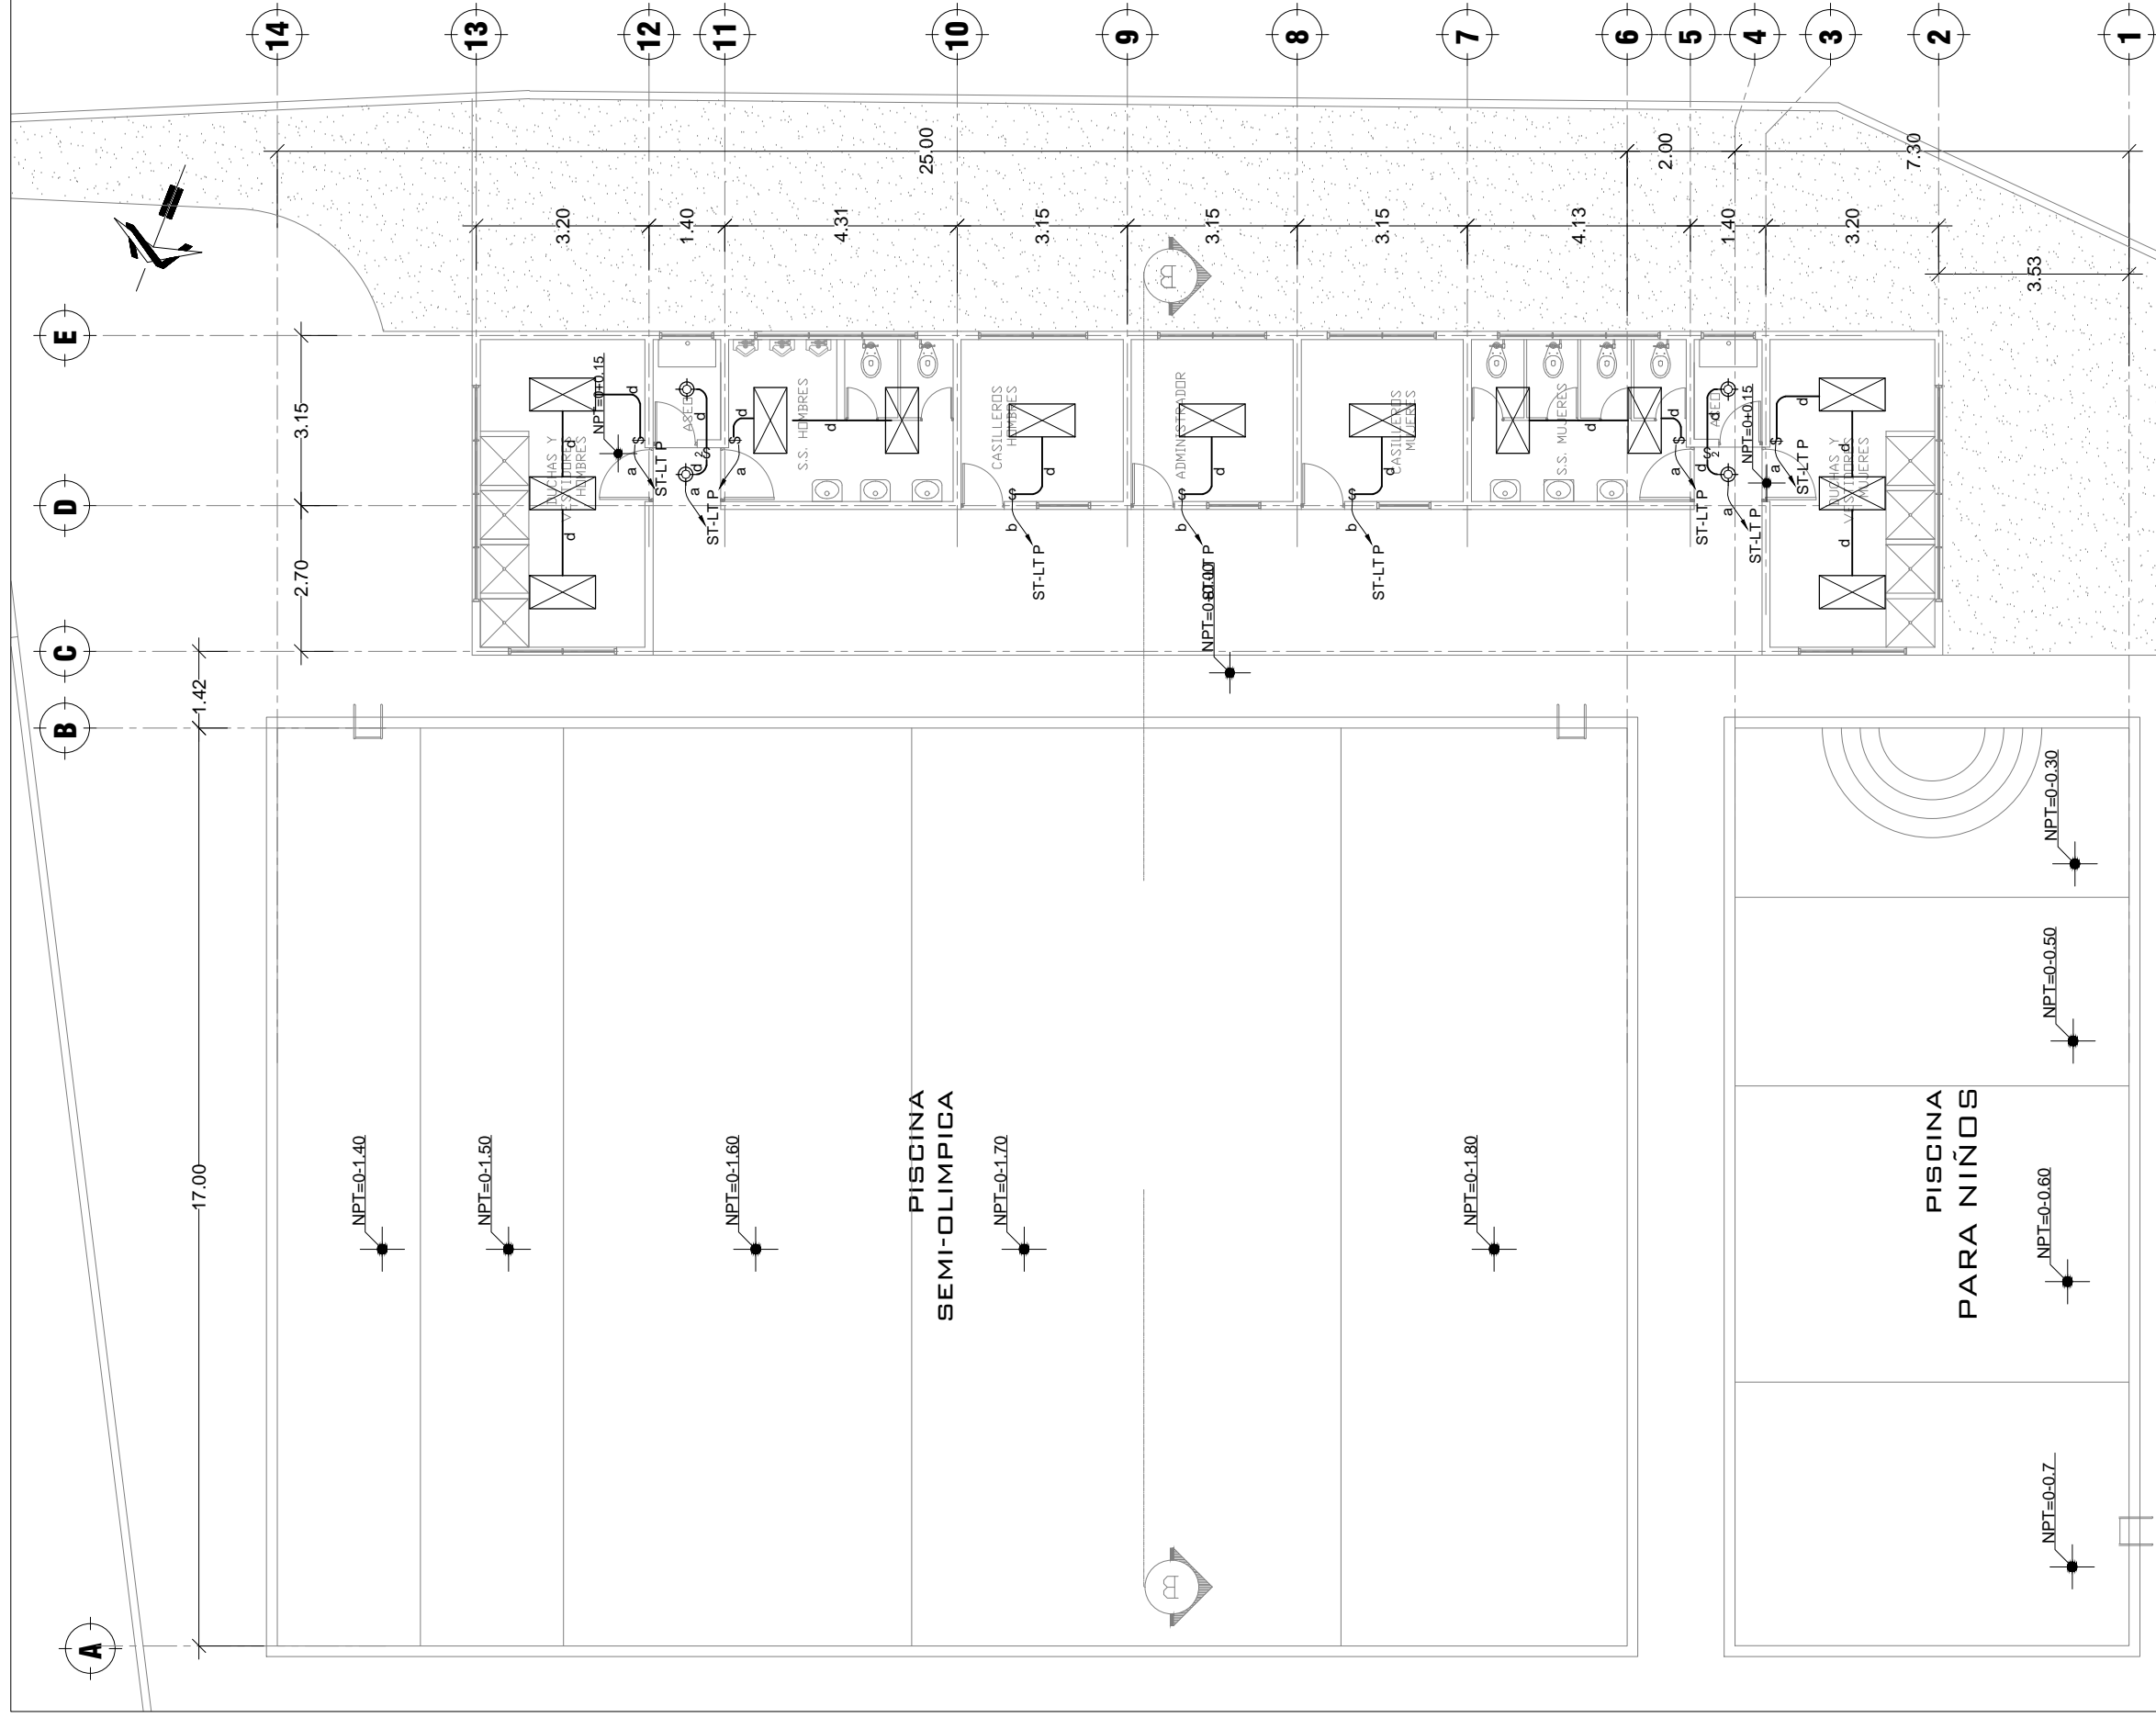 14
13
12
11
10
9
8
7
6
5
4
3
2
1
E
D
C
B
A
25.00
2.00
7.30
3.20
1.40
4.31
3.15
3.15
3.15
4.13
1.40
3.20
3.53
3.15
2.70
1.42
17.00
B
DUCHAS Y
VESTIDORES
HOMBRES
NPT=0+0.15
d
d
d
$
a
ST-LT P
ASEO
d
d
2$
a
ST-LT P
S.S. HOMBRES
d
d
$
a
CASILLEROS
HOMBRES
d
$
b
ST-LT P
ADMINISTRADOR
d
$
b
ST-LT P
NPT=0+0.00
CASILLEROS
MUJERES
d
$
b
ST-LT P
S.S. MUJERES
d
d
$
a
ST-LT P
ASEO
d
d
2$
a
ST-LT P
NPT=0+0.15
DUCHAS Y
VESTIDORES
MUJERES
d
d
d
$
a
ST-LT P
NPT=0-1.40
NPT=0-1.50
NPT=0-1.60
NPT=0-1.70
NPT=0-1.80
PISCINA
SEMI-OLIMPICA
B
NPT=0-0.30
NPT=0-0.50
NPT=0-0.60
NPT=0-0.7
PISCINA
PARA NIÑOS